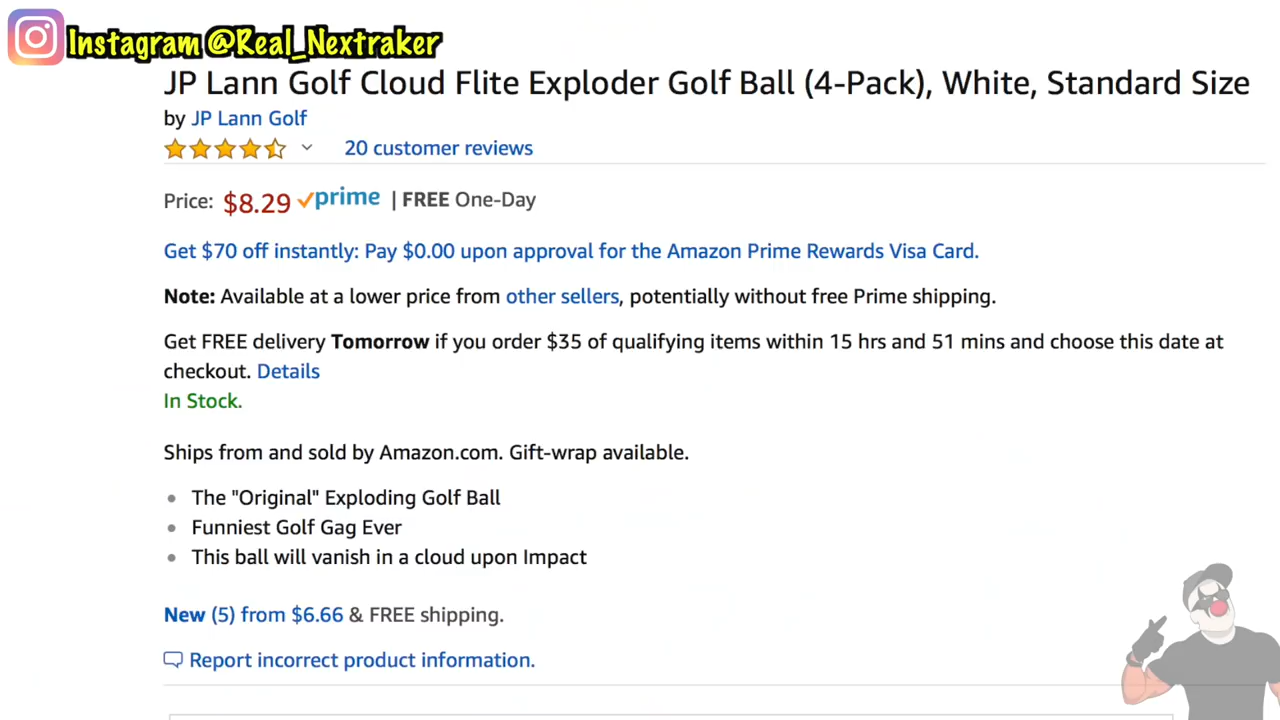 Instagram @Real_Nextraker
JP Lann Golf Cloud Flite Exploder Golf Ball (4-Pack), White, Standard Size
by JP Lann Golf
20 customer reviews
Price: $8.29 prime | FREE One-Day
Get $70 off instantly: Pay $0.00 upon approval for the Amazon Prime Rewards Visa Card.
Note: Available at a lower price from other sellers, potentially without free Prime shipping.
Get FREE delivery Tomorrow if you order $35 of qualifying items within 15 hrs and 51 mins and choose this date at
checkout. Details
In Stock.
Ships from and sold by Amazon.com. Gift-wrap available.
The "Original" Exploding Golf Ball
Funniest Golf Gag Ever
This ball will vanish in a cloud upon Impact
New (5) from $6.66 & FREE shipping.
Report incorrect product information.